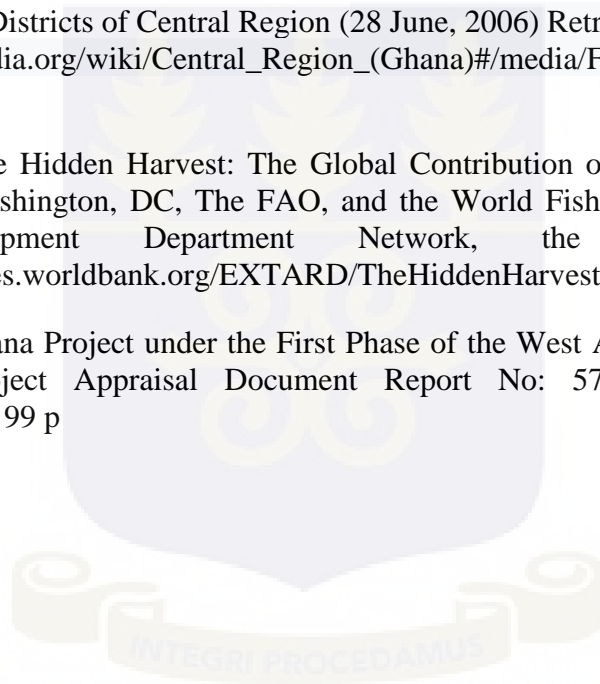 Districts of Central Region (28 June, 2006) Retr
dia.org/wiki/Central_Region_(Ghana)#/media/F
e Hidden Harvest: The Global Contribution o
shington, DC, The FAO, and the World Fish
pment Department Network, the
es.worldbank.org/EXTARD/TheHiddenHarvest
ana Project under the First Phase of the West A
ject Appraisal Document Report No: 57
99 p
INTEGRI PROCEDAMUS